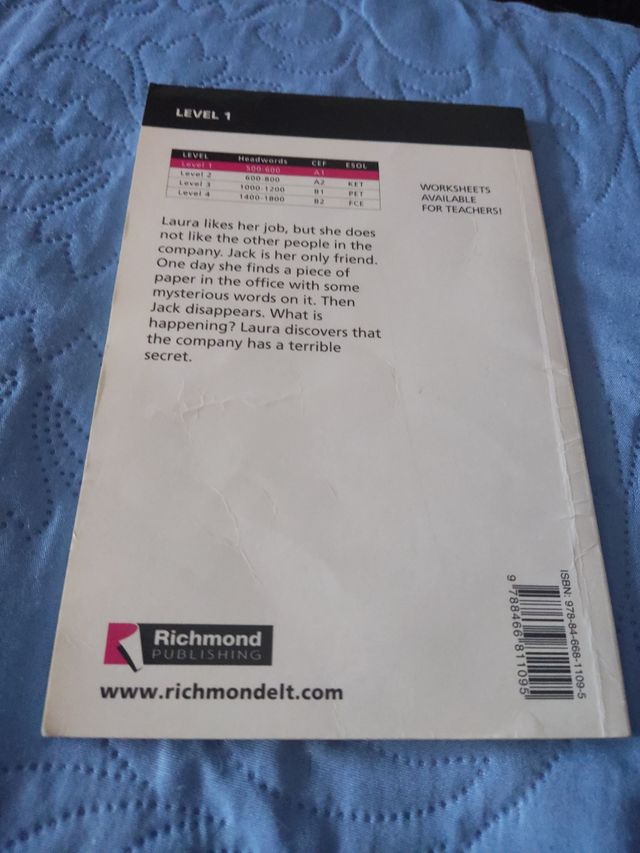 LEVEL 1
LEVEL Headwords CEF ESOL
Level 1 500-600 A1
Level 2 600-800 A2 KET
Level 3 1000-1200 B1 PET
Level 4 1400-1800 B2 FCE
WORKSHEETS
AVAILABLE
FOR TEACHERS!
Laura likes her job, but she does
not like the other people in the
company. Jack is her only friend.
One day she finds a piece of
paper in the office with some
mysterious words on it. Then
Jack disappears. What is
happening? Laura discovers that
the company has a terrible
secret.
ISBN: 978-84-668-1109-5
9 788466 811095
Richmond
PUBLISHING
www.richmondelt.com